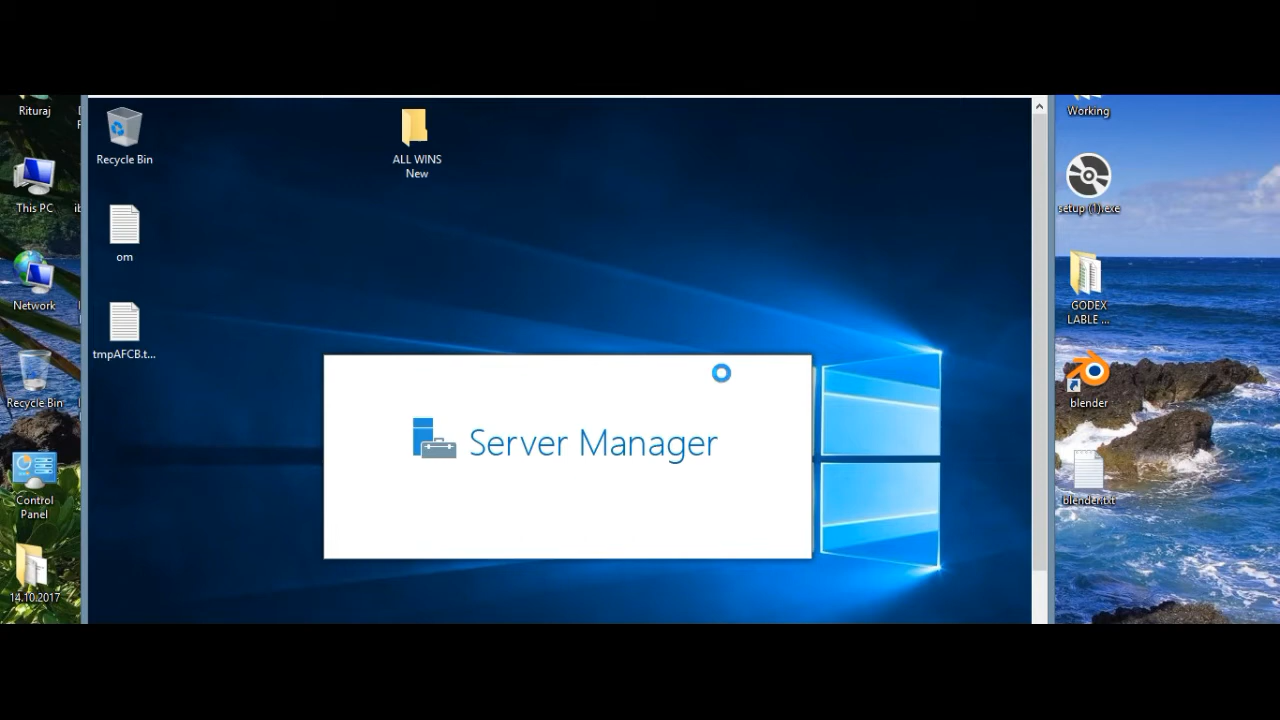 Rituraj
This PC
Network
Recycle Bin
Control
Panel
14.10.2017
Recycle Bin
om
tmpAFCB.t...
ALL WINS
New
Server Manager
Working
setup (1).exe
GODEX
LABLE ...
blender
blender.txt